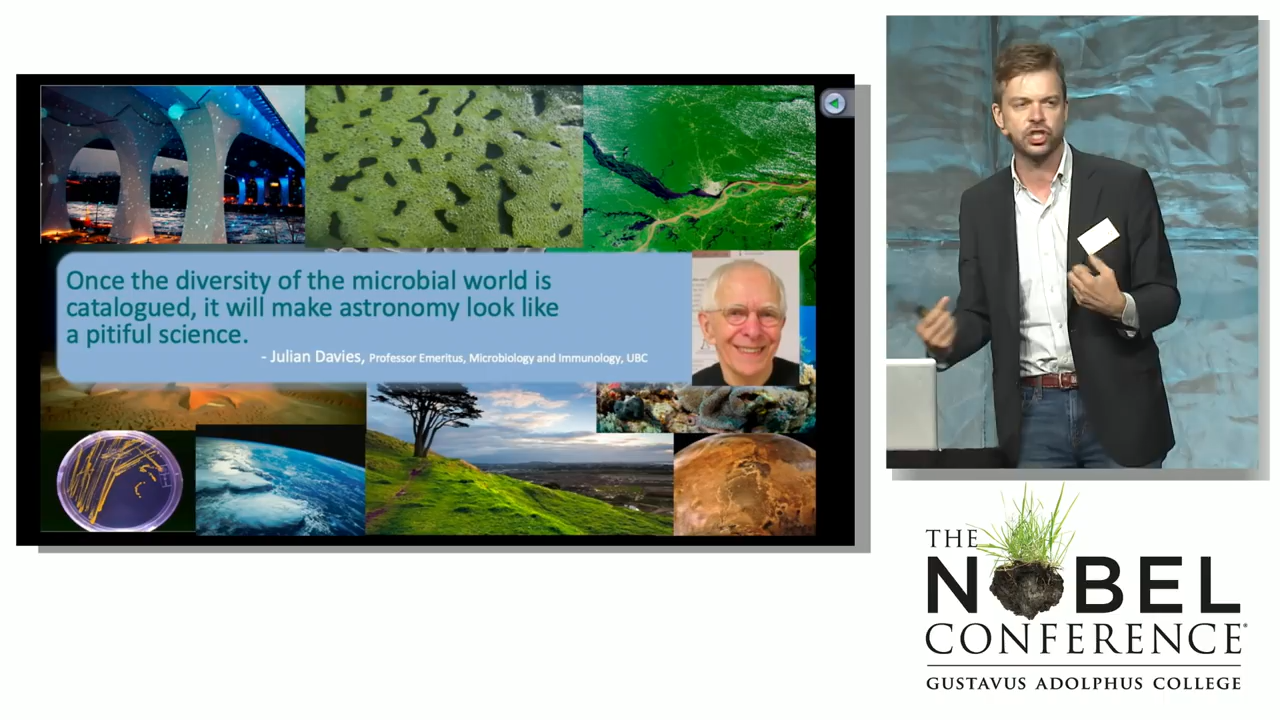 Once the diversity of the microbial world is
catalogued, it will make astronomy look like
a pitiful science.
- Julian Davies, Professor Emeritus, Microbiology and Immunology, UBC
THE
NOBEL
CONFERENCE®
GUSTAVUS ADOLPHUS COLLEGE